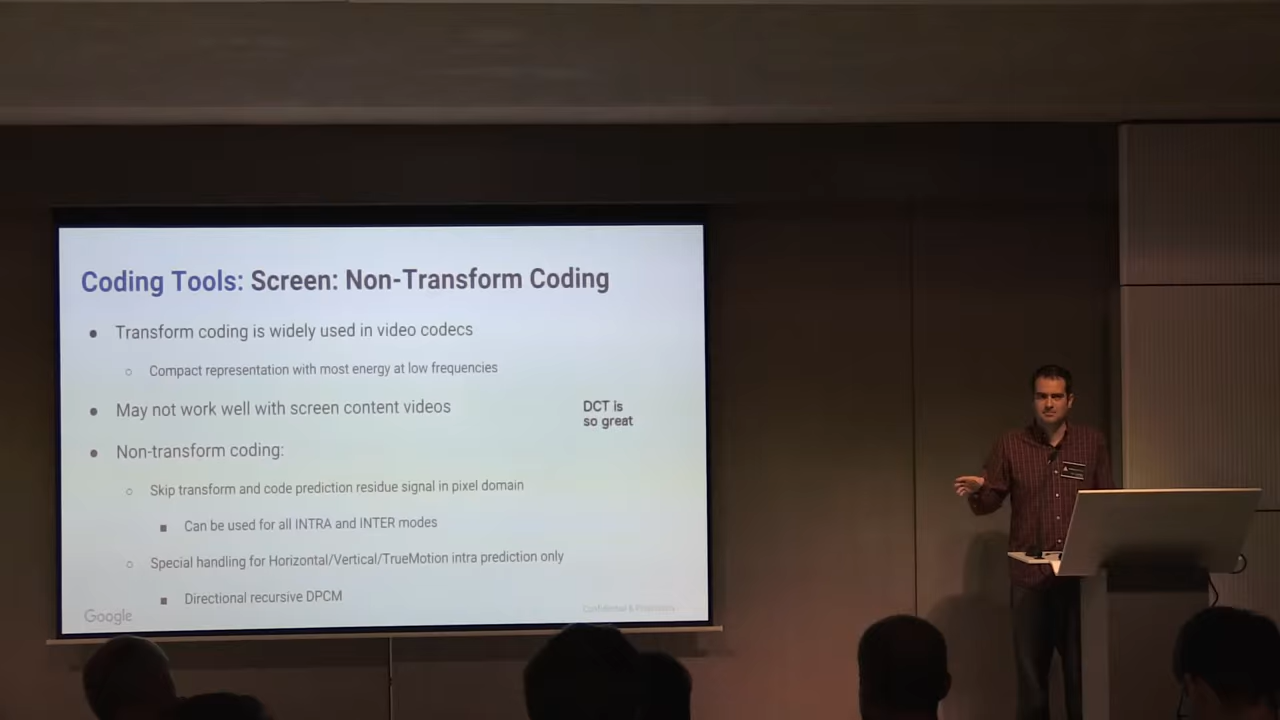 Coding Tools: Screen: Non-Transform Coding
Transform coding is widely used in video codecs
Compact representation with most energy at low frequencies
May not work well with screen content videos
DCT is
so great
Non-transform coding:
Skip transform and code prediction residue signal in pixel domain
Can be used for all INTRA and INTER modes
Special handling for Horizontal/Vertical/TrueMotion intra prediction only
Directional recursive DPCM
Google
Confidential & Proprietary